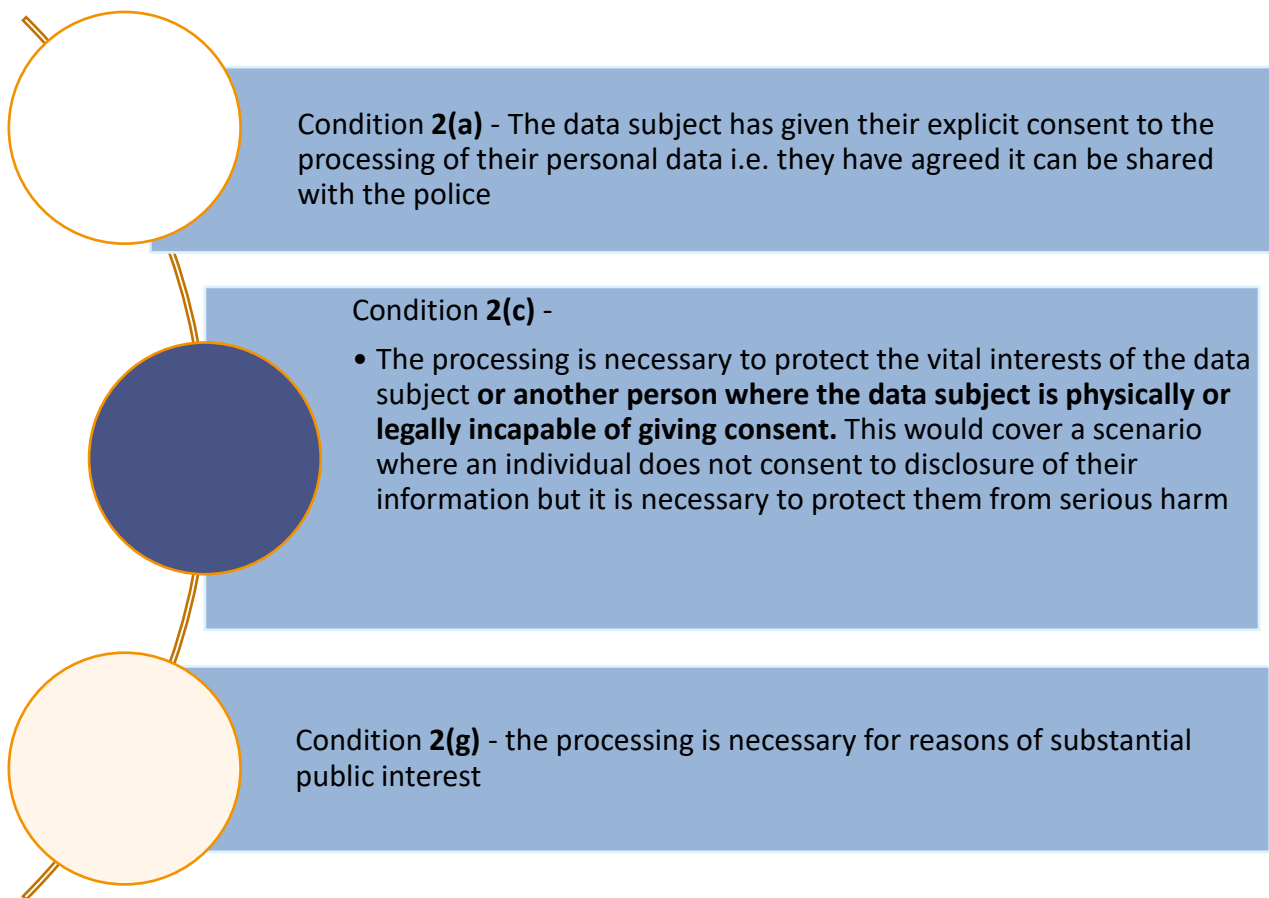 Condition 2(a) - The data subject has given their explicit consent to the
processing of their personal data i.e. they have agreed it can be shared
with the police
Condition 2(c) -
• The processing is necessary to protect the vital interests of the data
subject or another person where the data subject is physically or
legally incapable of giving consent. This would cover a scenario
where an individual does not consent to disclosure of their
information but it is necessary to protect them from serious harm
Condition 2(g) - the processing is necessary for reasons of substantial
public interest